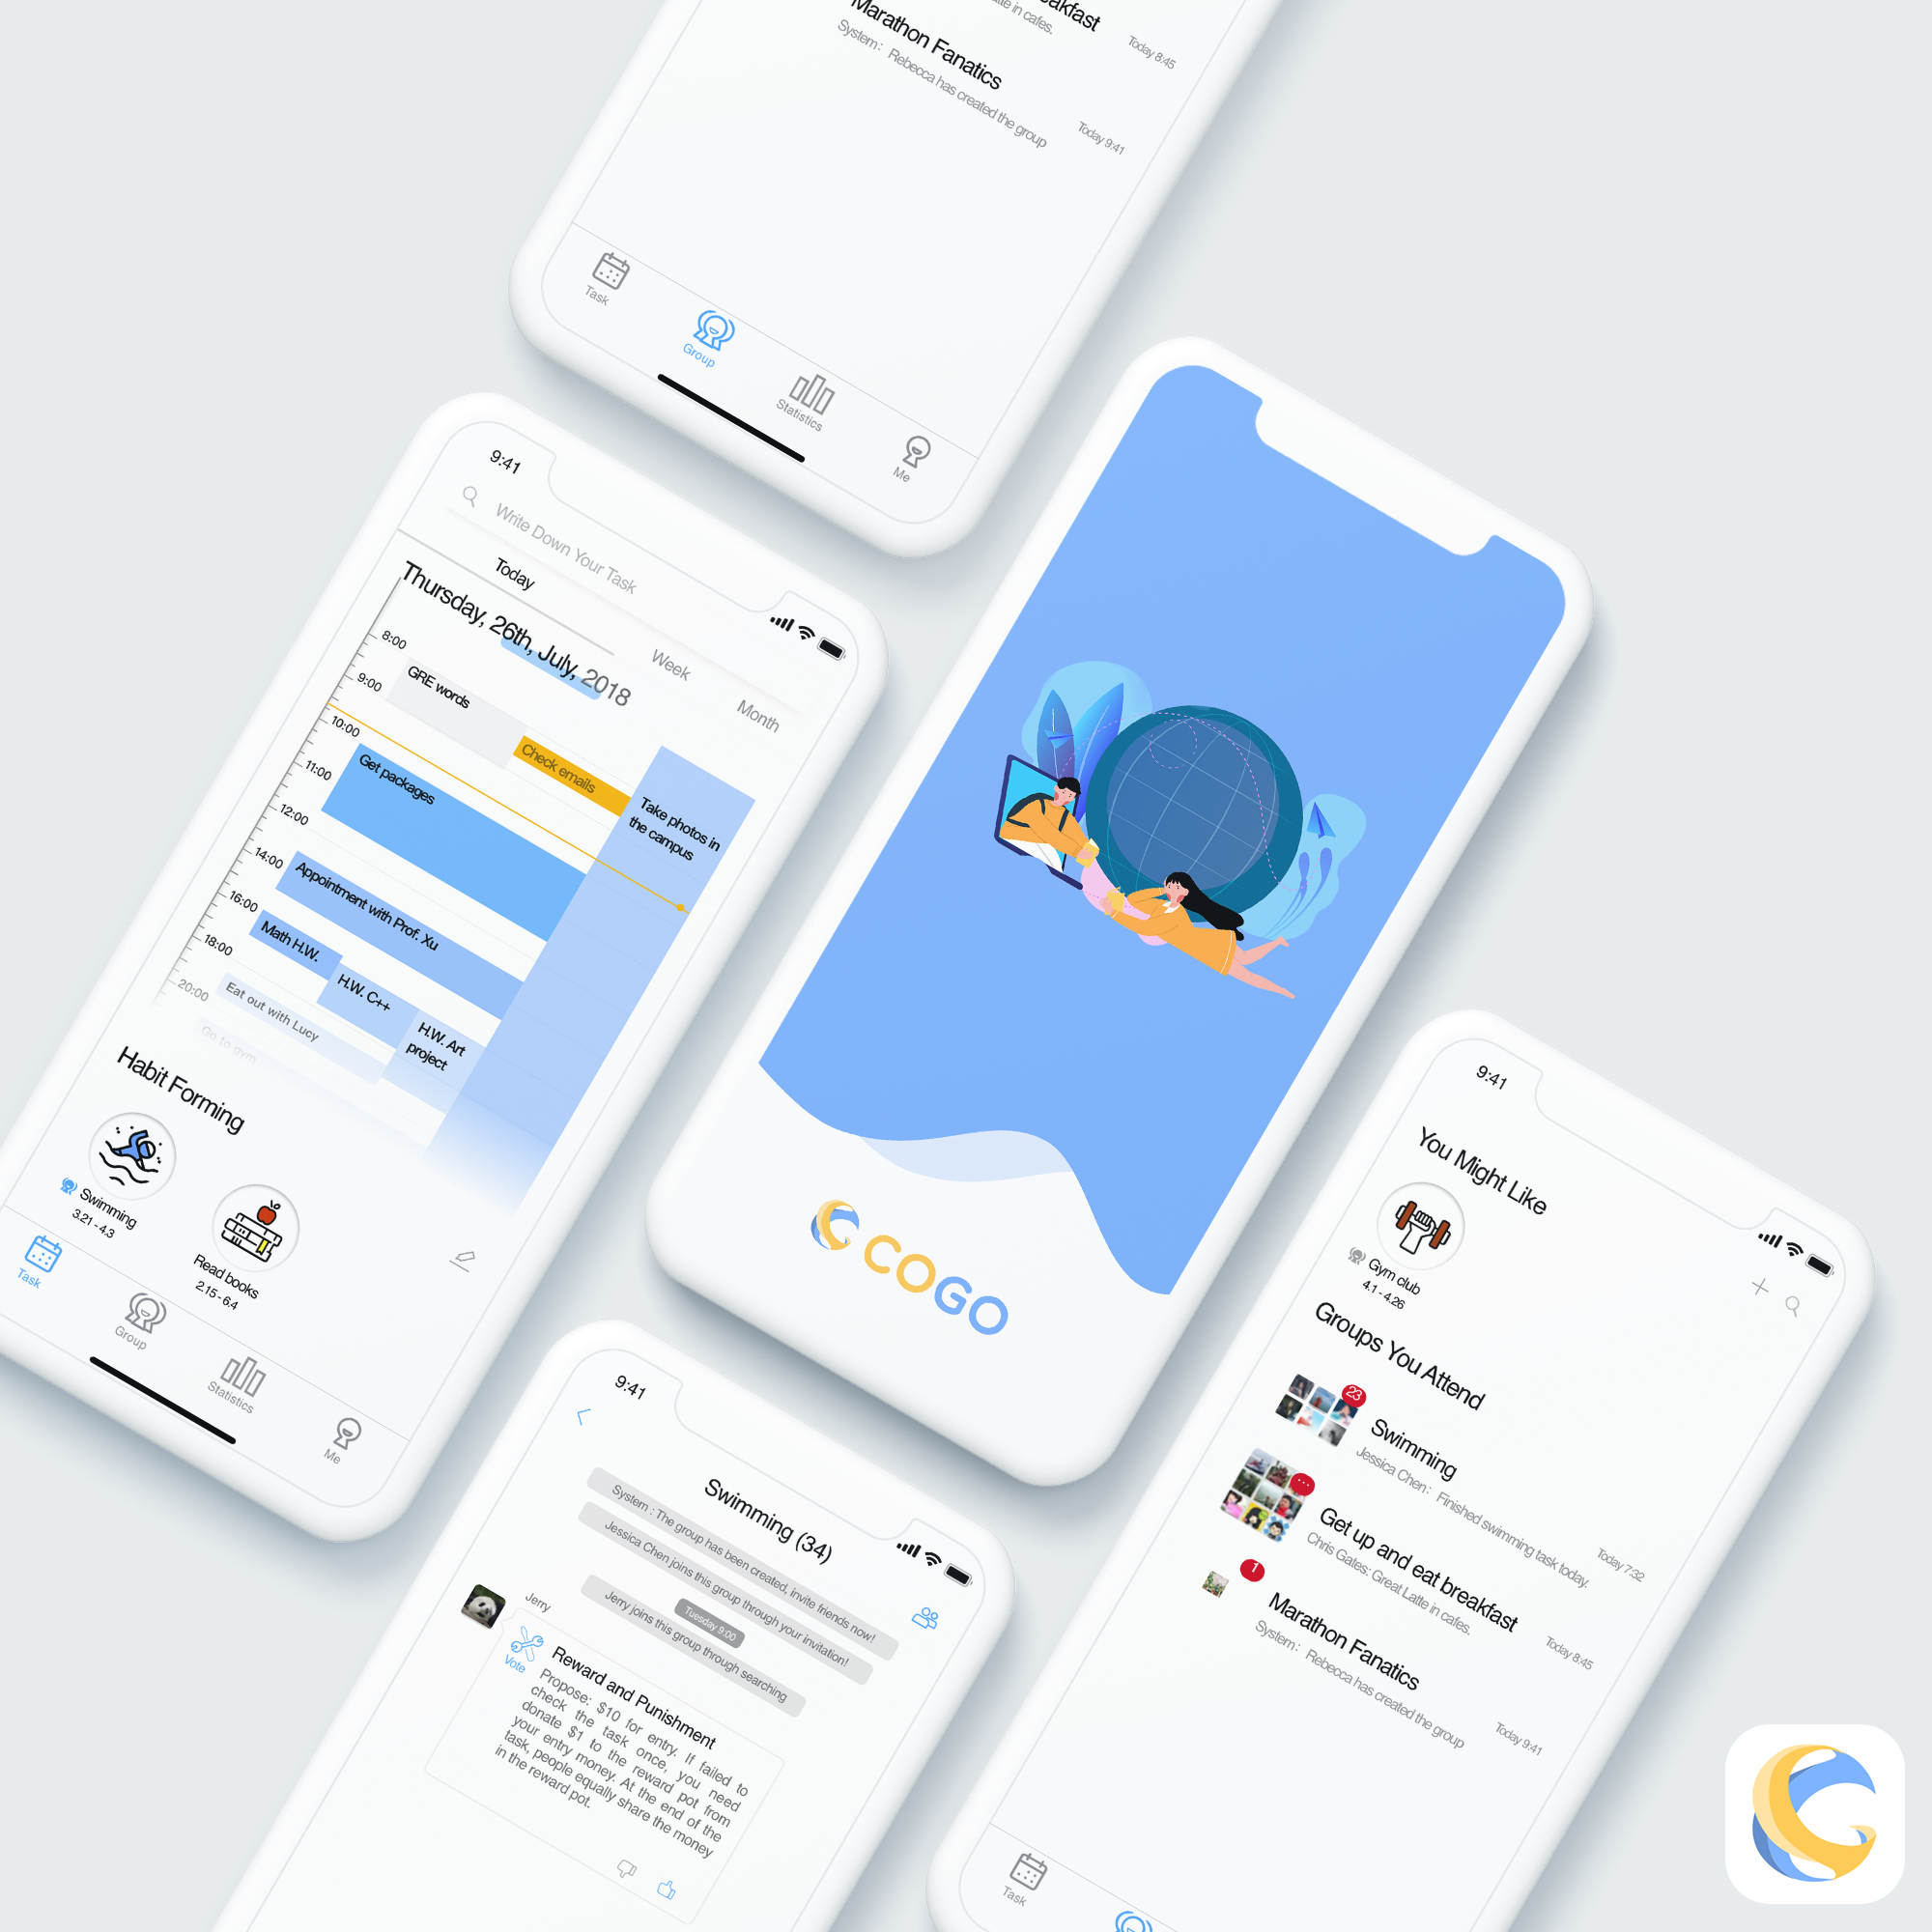 akfast
te in cafes.
Today 8:45
Marathon Fanatics
System : Rebecca has created the group
Today 9:41
Task
Group
Statistics
Me
9:41
Write Down Your Task
Today
Week
Month
Thursday, 26th, July, 2018
8:00
9:00
10:00
11:00
12:00
14:00
16:00
18:00
20:00
GRE words
Check emails
Get packages
Take photos in
the campus
Appointment with Prof. Xu
Math H.W.
H.W. C++
H.W. Art
project
Eat out with Lucy
Go to gym
Habit Forming
Swimming
3.21 - 4.3
Read books
2.15 - 6.4
Task
Group
Statistics
Me
COGO
9:41
Swimming (34)
System : The group has been created, invite friends now!
Jessica Chen joins this group through your invitation!
Tuesday 9:00
Jerry joins this group through searching
Jerry
Vote
Reward and Punishment
Propose: $10 for entry. If failed to
check the task once, you need
donate $1 to the reward pot from
your entry money. At the end of the
task, people equally share the money
in the reward pot.
9:41
You Might Like
Gym club
4.1 - 4.26
Groups You Attend
23
Swimming
Jessica Chen : Finished swimming task today.
Today 7:32
...
Get up and eat breakfast
Chris Gates: Great Latte in cafes.
Today 8:45
1
Marathon Fanatics
System : Rebecca has created the group
Today 9:41
Task